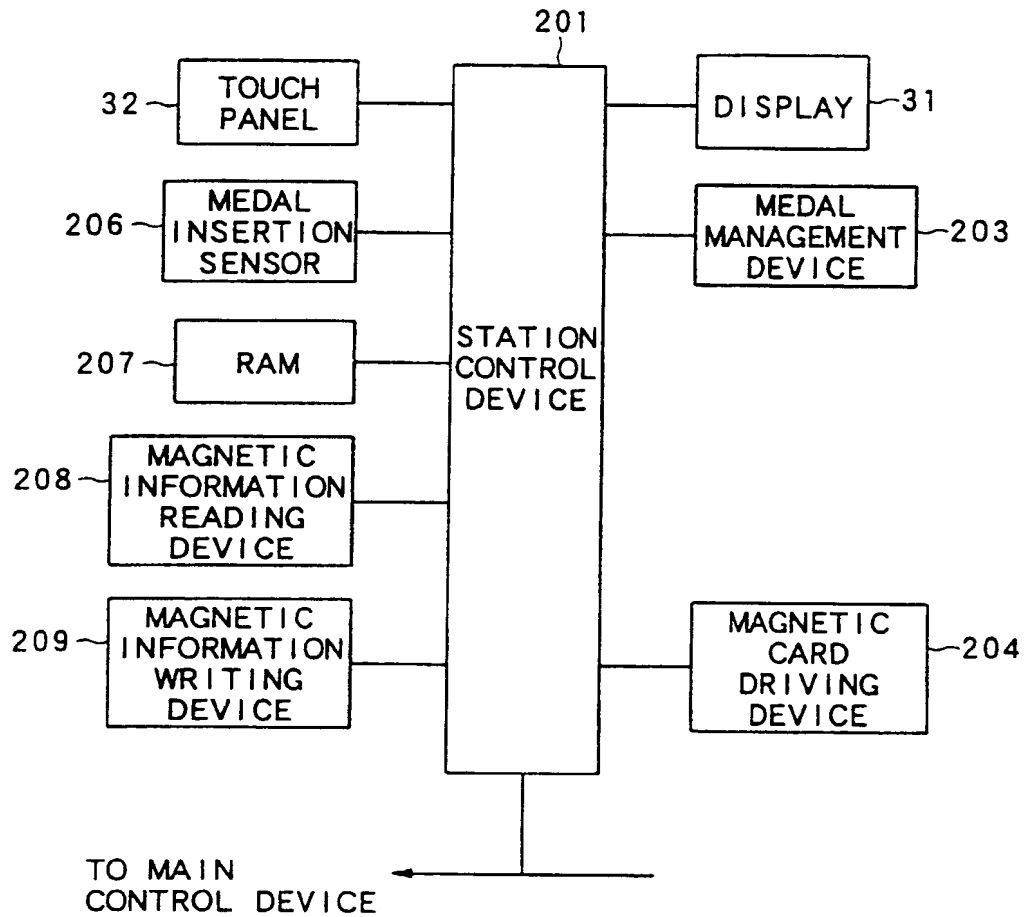 201
32
TOUCH
PANEL
DISPLAY
31
206
MEDAL
INSERTION
SENSOR
MEDAL
MANAGEMENT
DEVICE
203
STATION
CONTROL
DEVICE
207
RAM
208
MAGNETIC
INFORMATION
READING
DEVICE
209
MAGNETIC
INFORMATION
WRITING
DEVICE
MAGNETIC
CARD
DRIVING
DEVICE
204
TO MAIN
CONTROL DEVICE